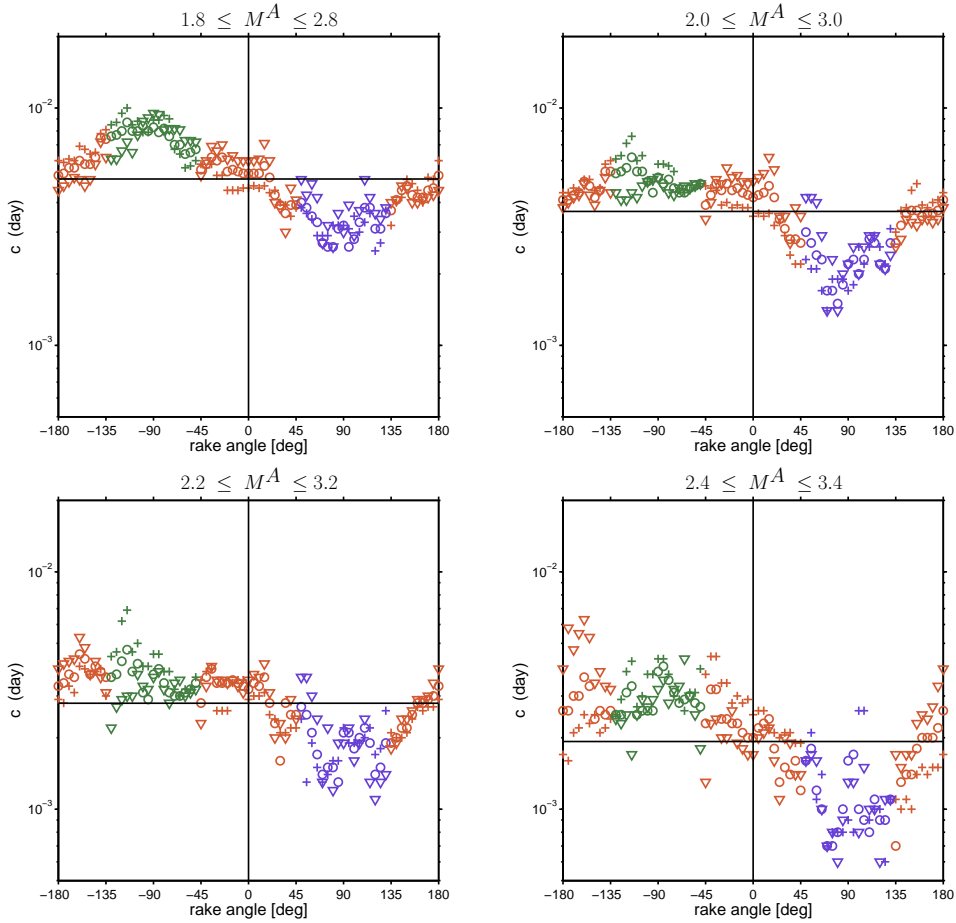 1.8 ≤ M^A ≤2.8
10^−2
10^−3
c (day)
−180 −135 −90 −45 0 45 90 135 180
rake angle [deg]
2.0 ≤ M^A ≤3.0
10^−2
10^−3
c (day)
−180 −135 −90 −45 0 45 90 135 180
rake angle [deg]
2.2 ≤ M^A ≤3.2
10^−2
10^−3
c (day)
−180 −135 −90 −45 0 45 90 135 180
rake angle [deg]
2.4 ≤ M^A ≤3.4
10^−2
10^−3
c (day)
−180 −135 −90 −45 0 45 90 135 180
rake angle [deg]